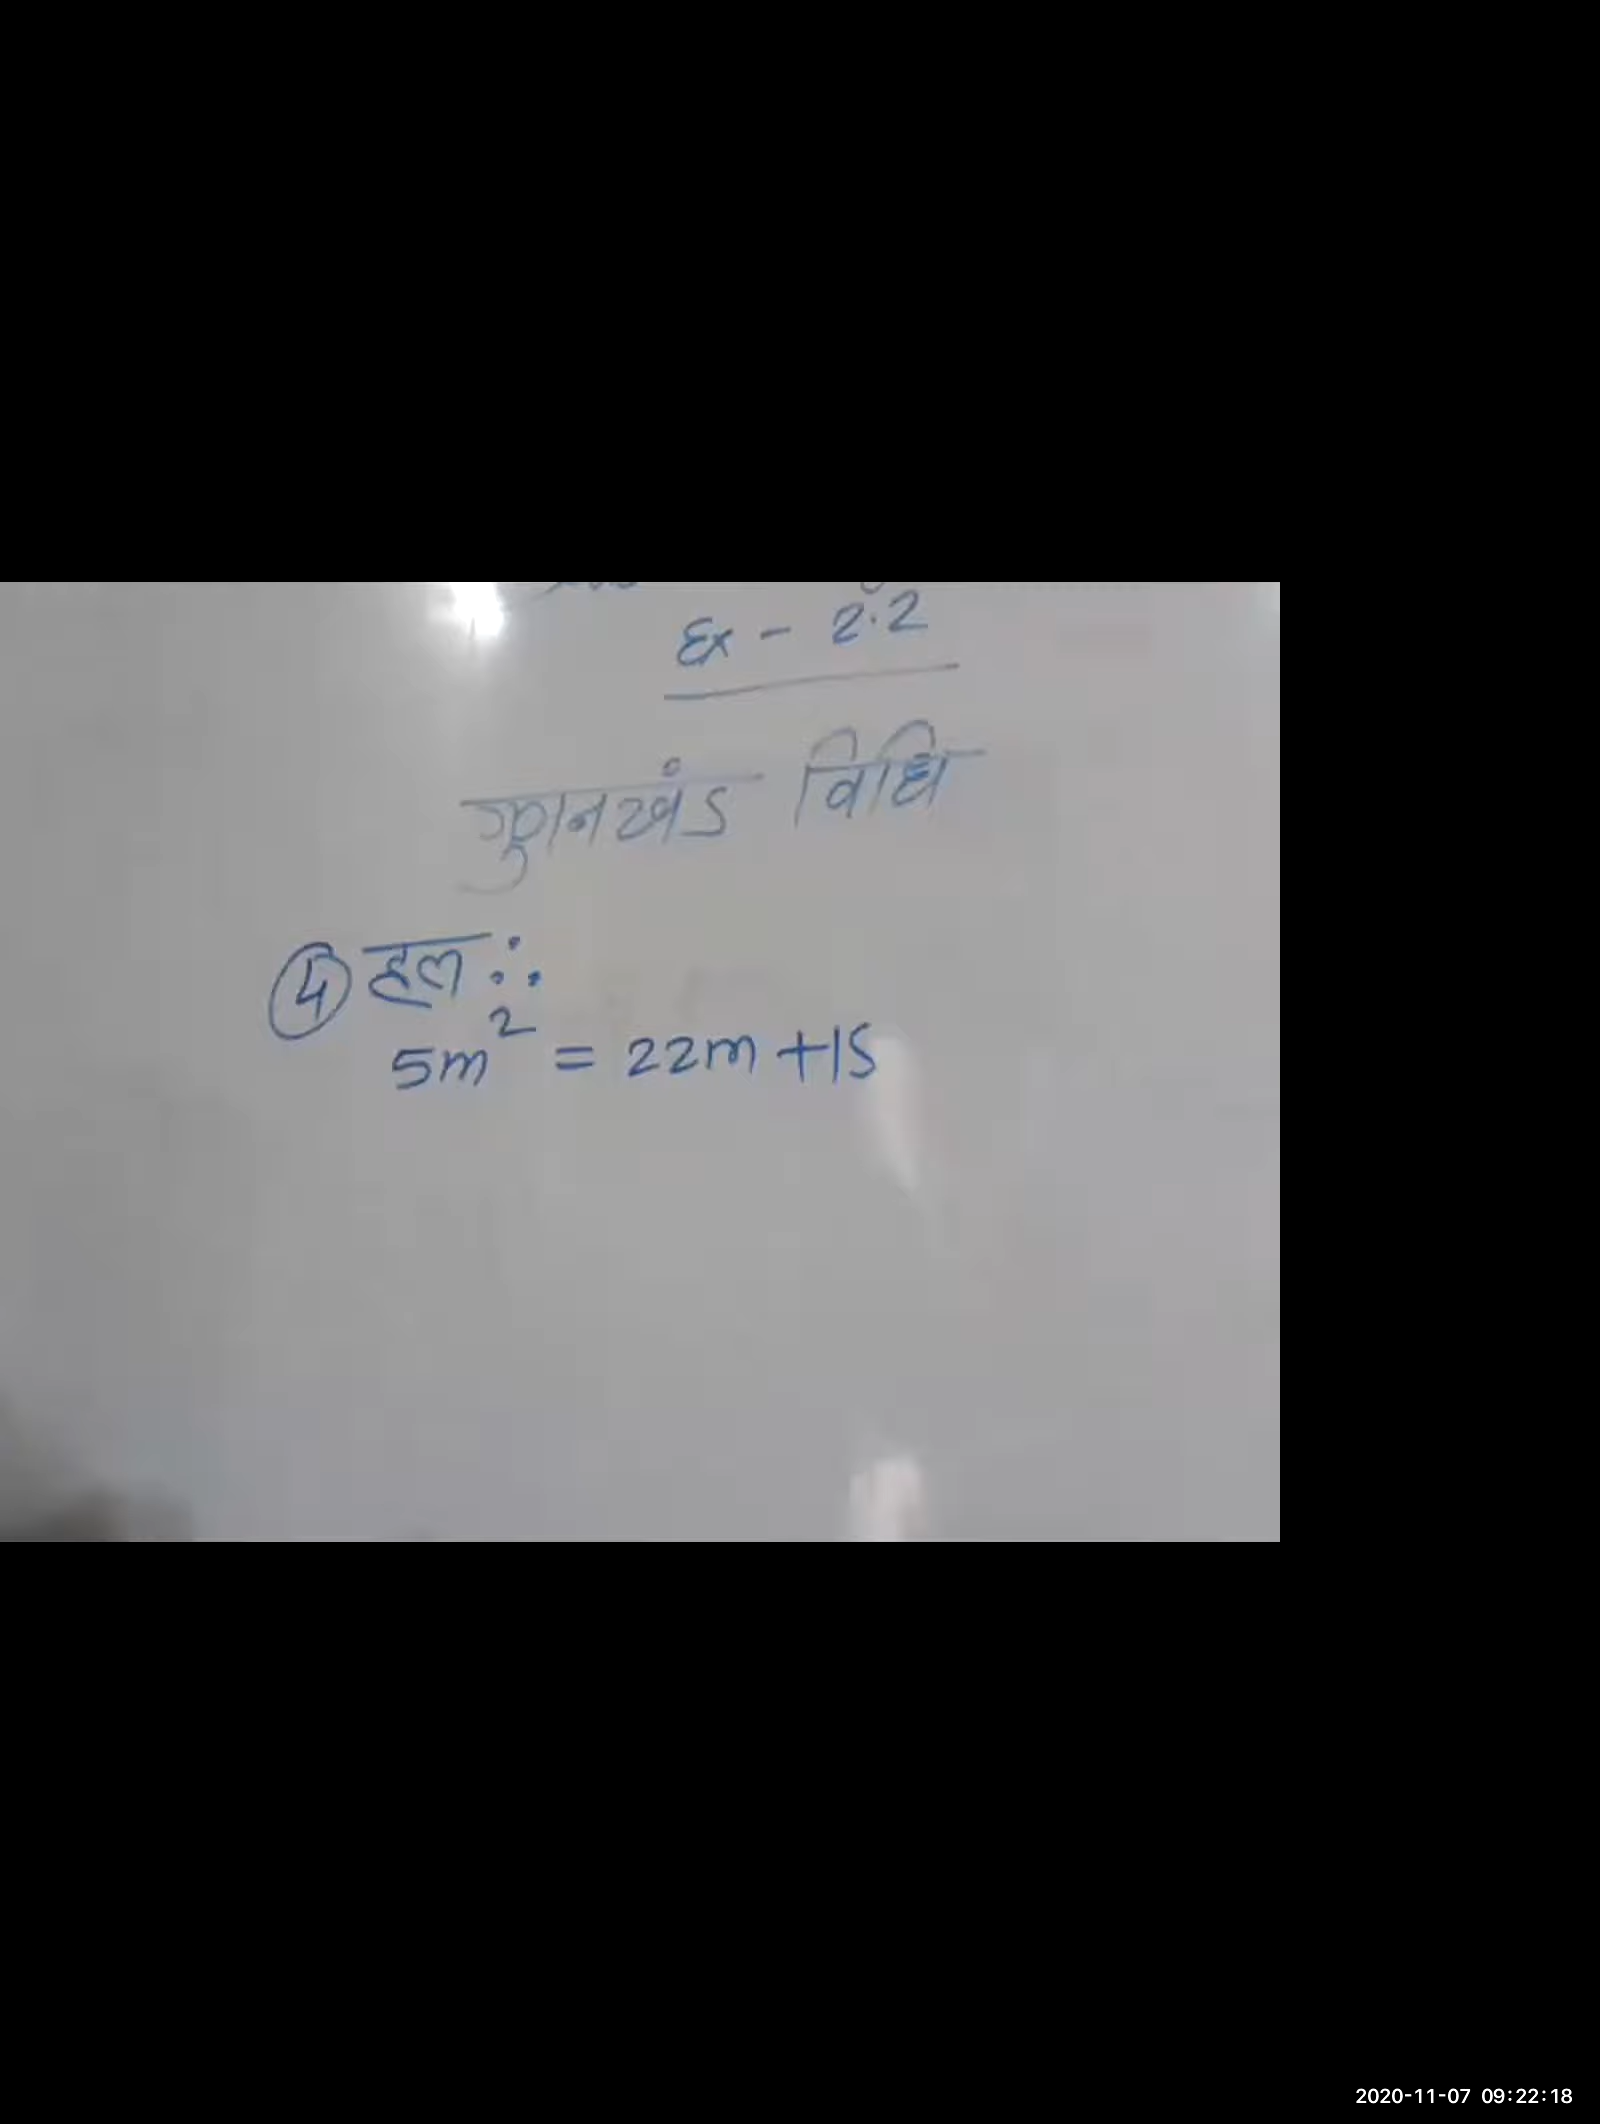 Ex - 2.2
गुणनखंड विधि
④ हल ∴
5m² = 22m + 15
2020-11-07 09:22:18